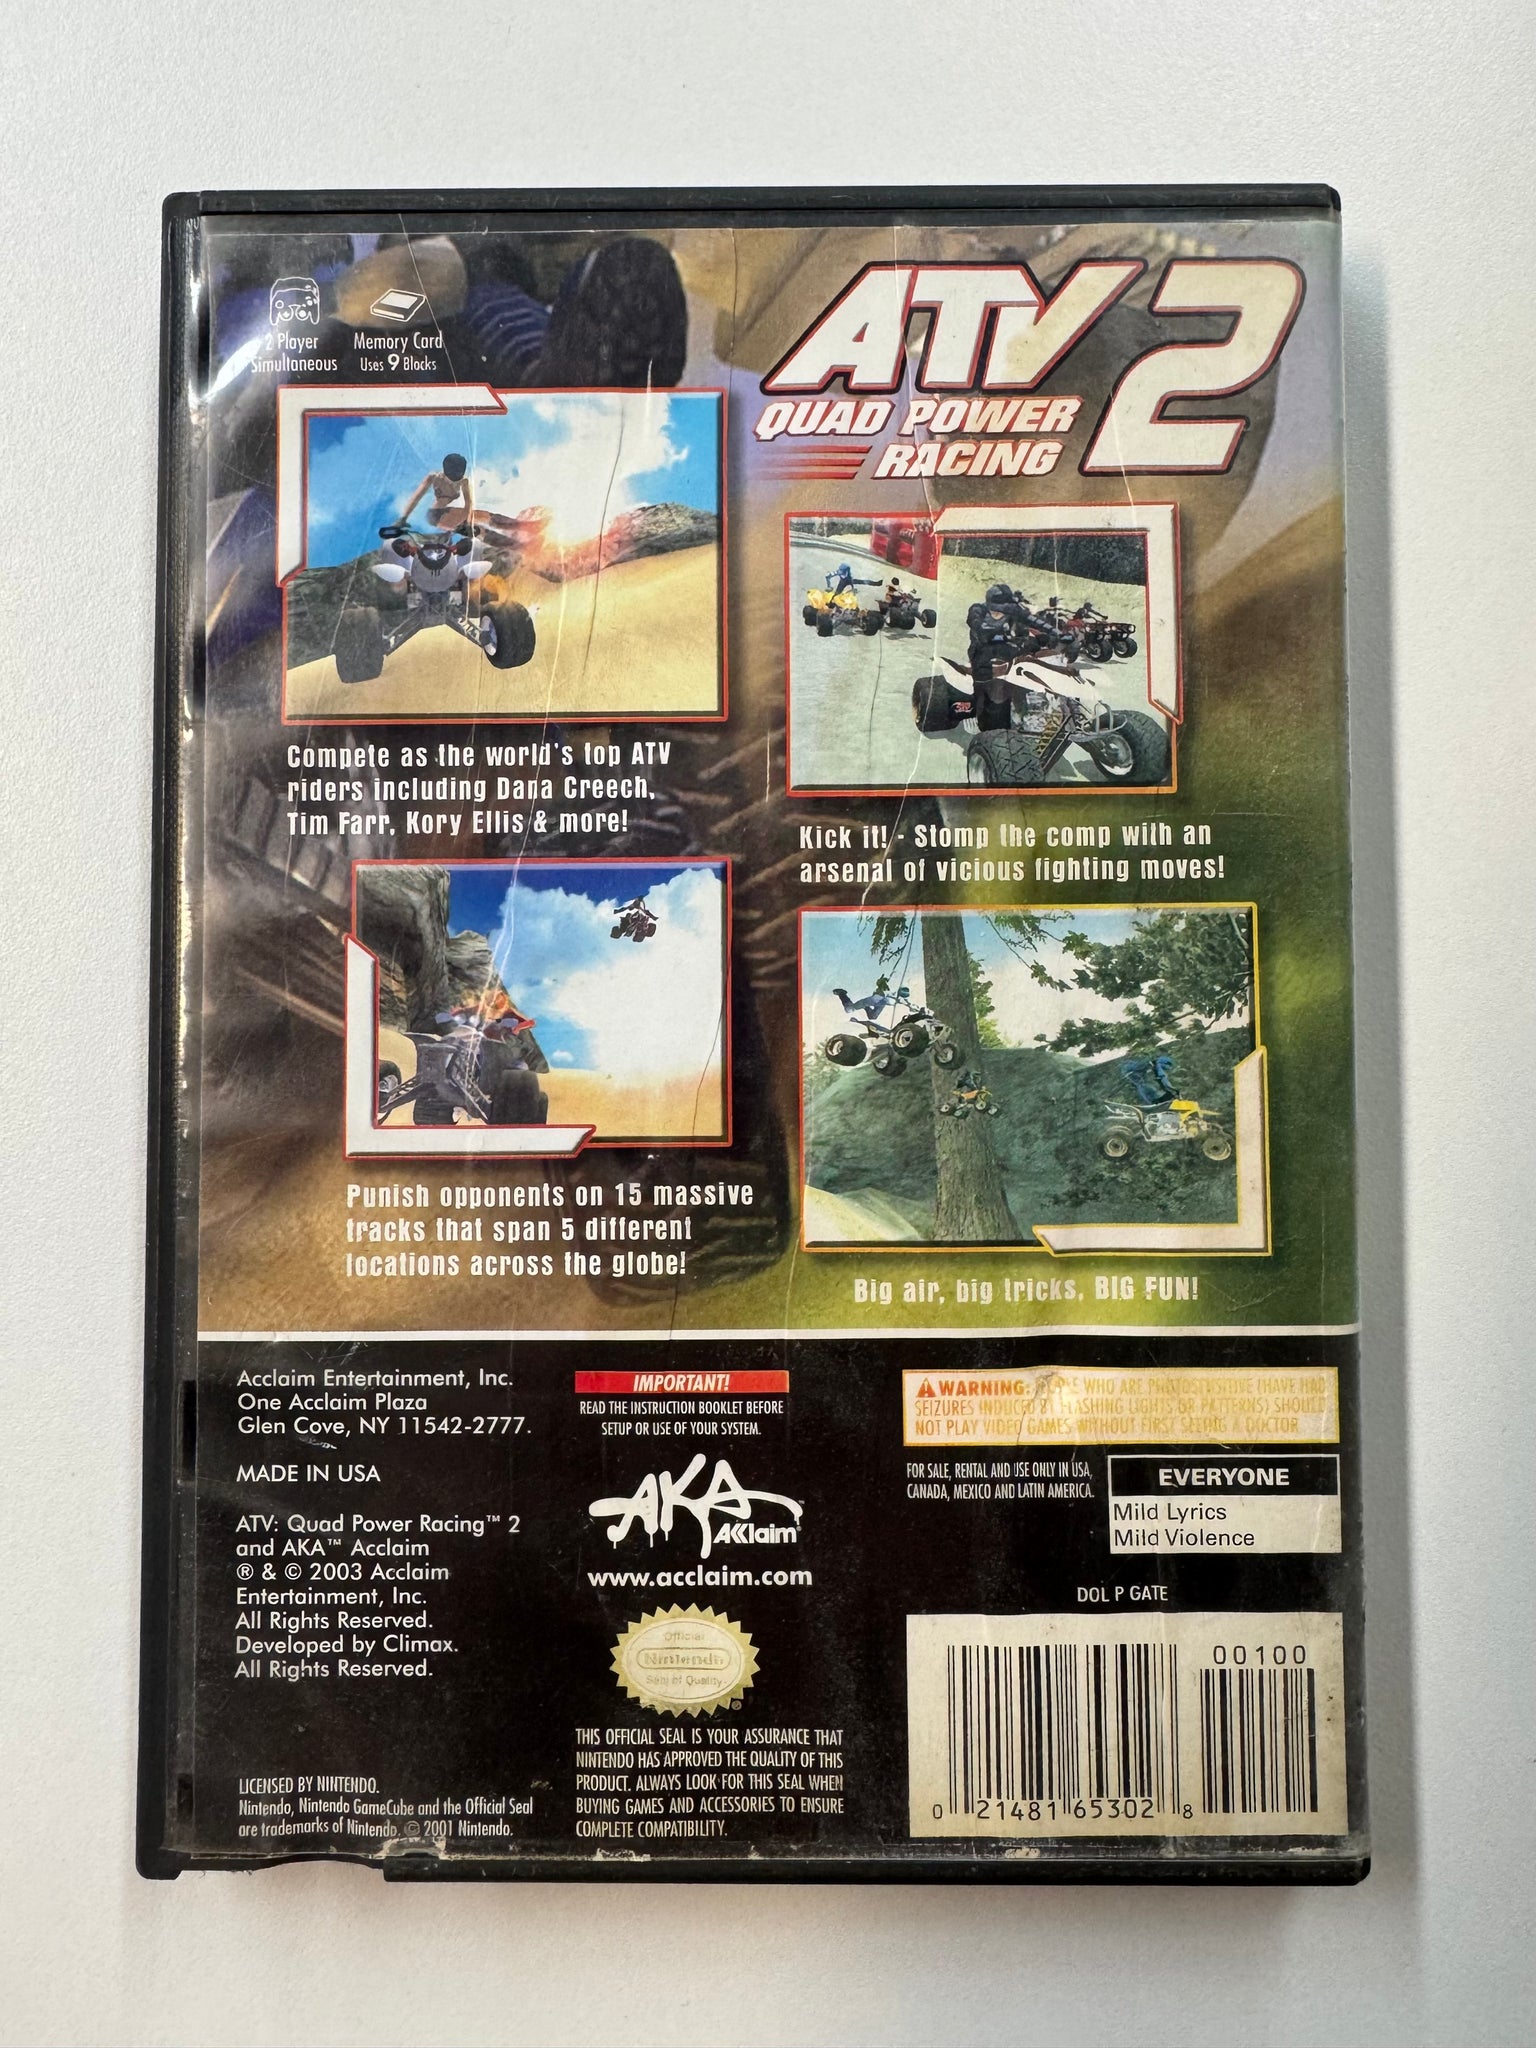 2 Player
Simultaneous
Memory Card
Uses 9 Blocks
ATV 2
QUAD POWER
RACING
Compete as the world's top ATV
riders including Dana Creech,
Tim Farr, Kory Ellis & more!
Kick it! - Stomp the comp with an
arsenal of vicious fighting moves!
Punish opponents on 15 massive
tracks that span 5 different
locations across the globe!
Big air, big tricks, BIG FUN!
Acclaim Entertainment, Inc.
One Acclaim Plaza
Glen Cove, NY 11542-2777.
MADE IN USA
ATV: Quad Power Racing™ 2
and AKA™ Acclaim
® & © 2003 Acclaim
Entertainment, Inc.
All Rights Reserved.
Developed by Climax.
All Rights Reserved.
LICENSED BY NINTENDO.
Nintendo, Nintendo GameCube and the Official Seal
are trademarks of Nintendo. © 2001 Nintendo.
IMPORTANT!
READ THE INSTRUCTION BOOKLET BEFORE
SETUP OR USE OF YOUR SYSTEM.
AKA
AKklaim®
www.acclaim.com
Official
Nintendo
Seal of Quality
®
THIS OFFICIAL SEAL IS YOUR ASSURANCE THAT
NINTENDO HAS APPROVED THE QUALITY OF THIS
PRODUCT. ALWAYS LOOK FOR THIS SEAL WHEN
BUYING GAMES AND ACCESSORIES TO ENSURE
COMPLETE COMPATIBILITY.
WARNING: WHO ARE PHOTOSENSITIVE (HAVE HAD
SEIZURES INDUCED BY FLASHING LIGHTS OR PATTERNS) SHOULD
NOT PLAY VIDEO GAMES WITHOUT FIRST SEEING A DOCTOR
FOR SALE, RENTAL AND USE ONLY IN USA,
CANADA, MEXICO AND LATIN AMERICA.
EVERYONE
Mild Lyrics
Mild Violence
DOL P GATE
00100
0 21481 65302 8